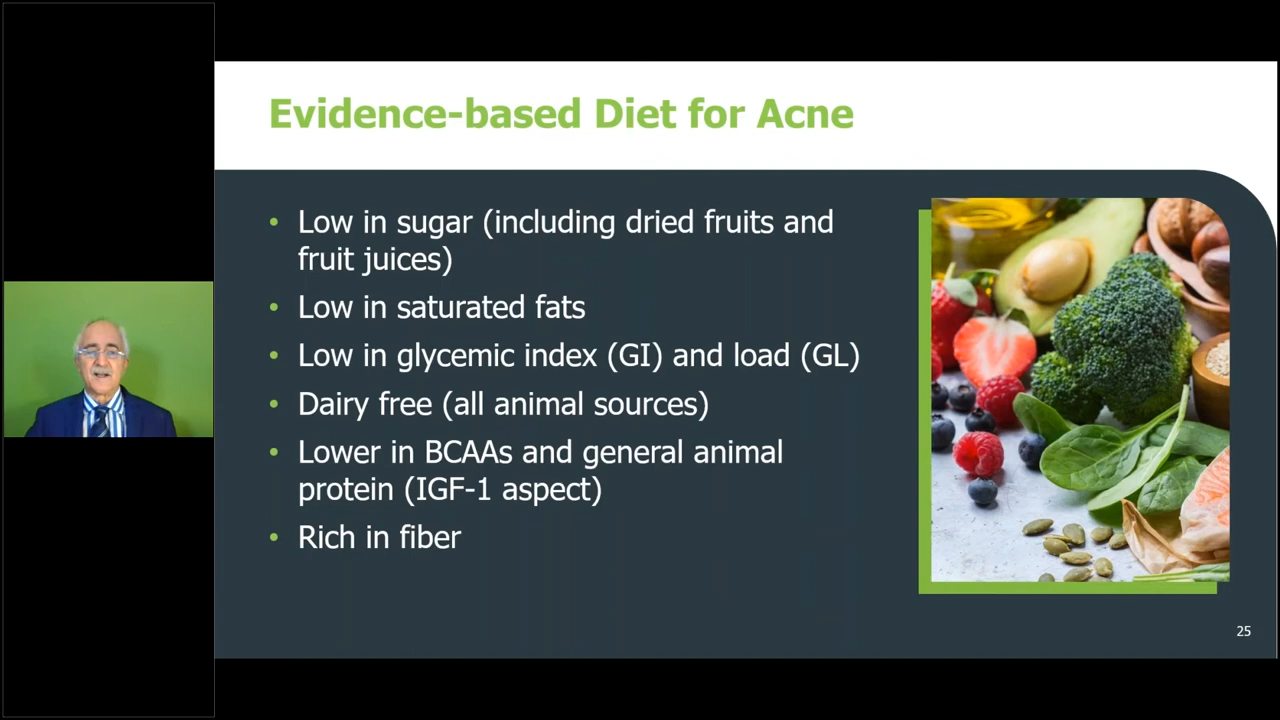 Evidence-based Diet for Acne
• Low in sugar (including dried fruits and
fruit juices)
• Low in saturated fats
• Low in glycemic index (GI) and load (GL)
• Dairy free (all animal sources)
• Lower in BCAAs and general animal
protein (IGF-1 aspect)
• Rich in fiber
25